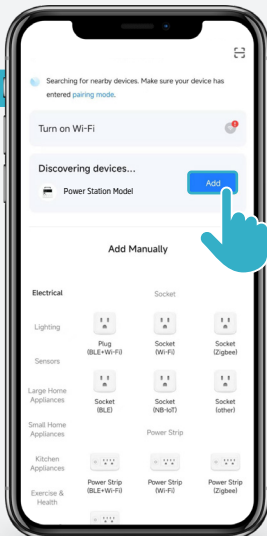 Searching for nearby devices. Make sure your device has
entered pairing mode.
Turn on Wi-Fi
Discovering devices...
Power Station Model
Add
Add Manually
Electrical
Lighting
Sensors
Large Home
Appliances
Small Home
Appliances
Kitchen
Appliances
Exercise &
Health
Socket
Plug
(BLE+Wi-Fi)
Socket
(Wi-Fi)
Socket
(Zigbee)
Socket
(BLE)
Socket
(NB-IoT)
Socket
(other)
Power Strip
Power Strip
(BLE+Wi-Fi)
Power Strip
(Wi-Fi)
Power Strip
(Zigbee)